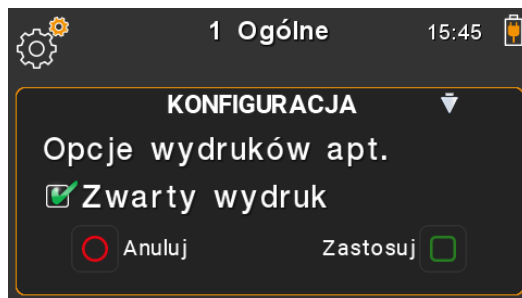 1 Ogólne 15:45
KONFIGURACJA
Opcje wydruków apt.
Zwarty wydruk
Anuluj Zastosuj